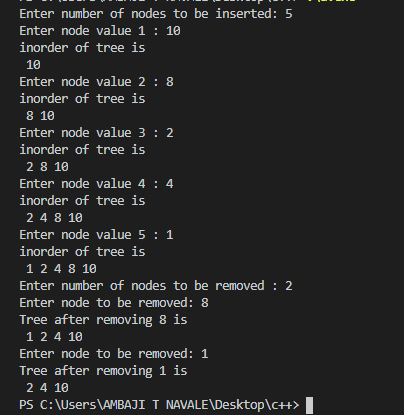 Enter number of nodes to be inserted: 5
Enter node value 1 : 10
inorder of tree is
10
Enter node value 2 : 8
inorder of tree is
8 10
Enter node value 3 : 2
inorder of tree is
2 8 10
Enter node value 4 : 4
inorder of tree is
2 4 8 10
Enter node value 5 : 1
inorder of tree is
1 2 4 8 10
Enter number of nodes to be removed : 2
Enter node to be removed: 8
Tree after removing 8 is
1 2 4 10
Enter node to be removed: 1
Tree after removing 1 is
2 4 10
PS C:\Users\AMBAJI T NAVALE\Desktop\c++>